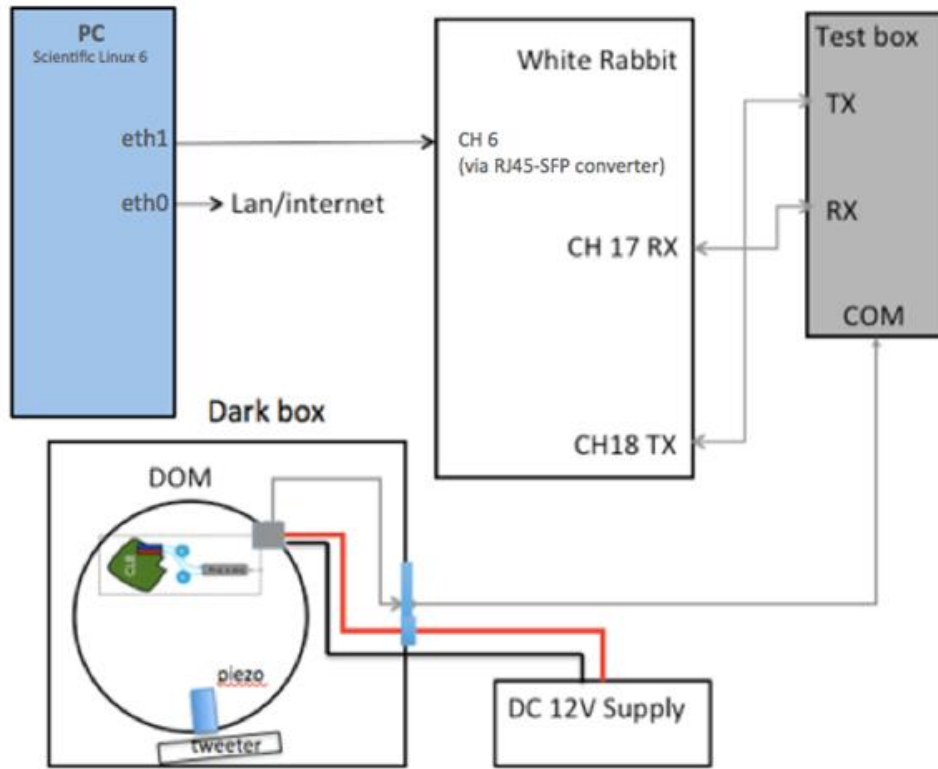 PC
Scientific Linux 6
eth1
eth0
Lan/internet
White Rabbit
CH 6
(via RJ45-SFP converter)
CH 17 RX
CH18 TX
Test box
TX
RX
COM
Dark box
DOM
CLB
piezo
tweeter
DC 12V Supply